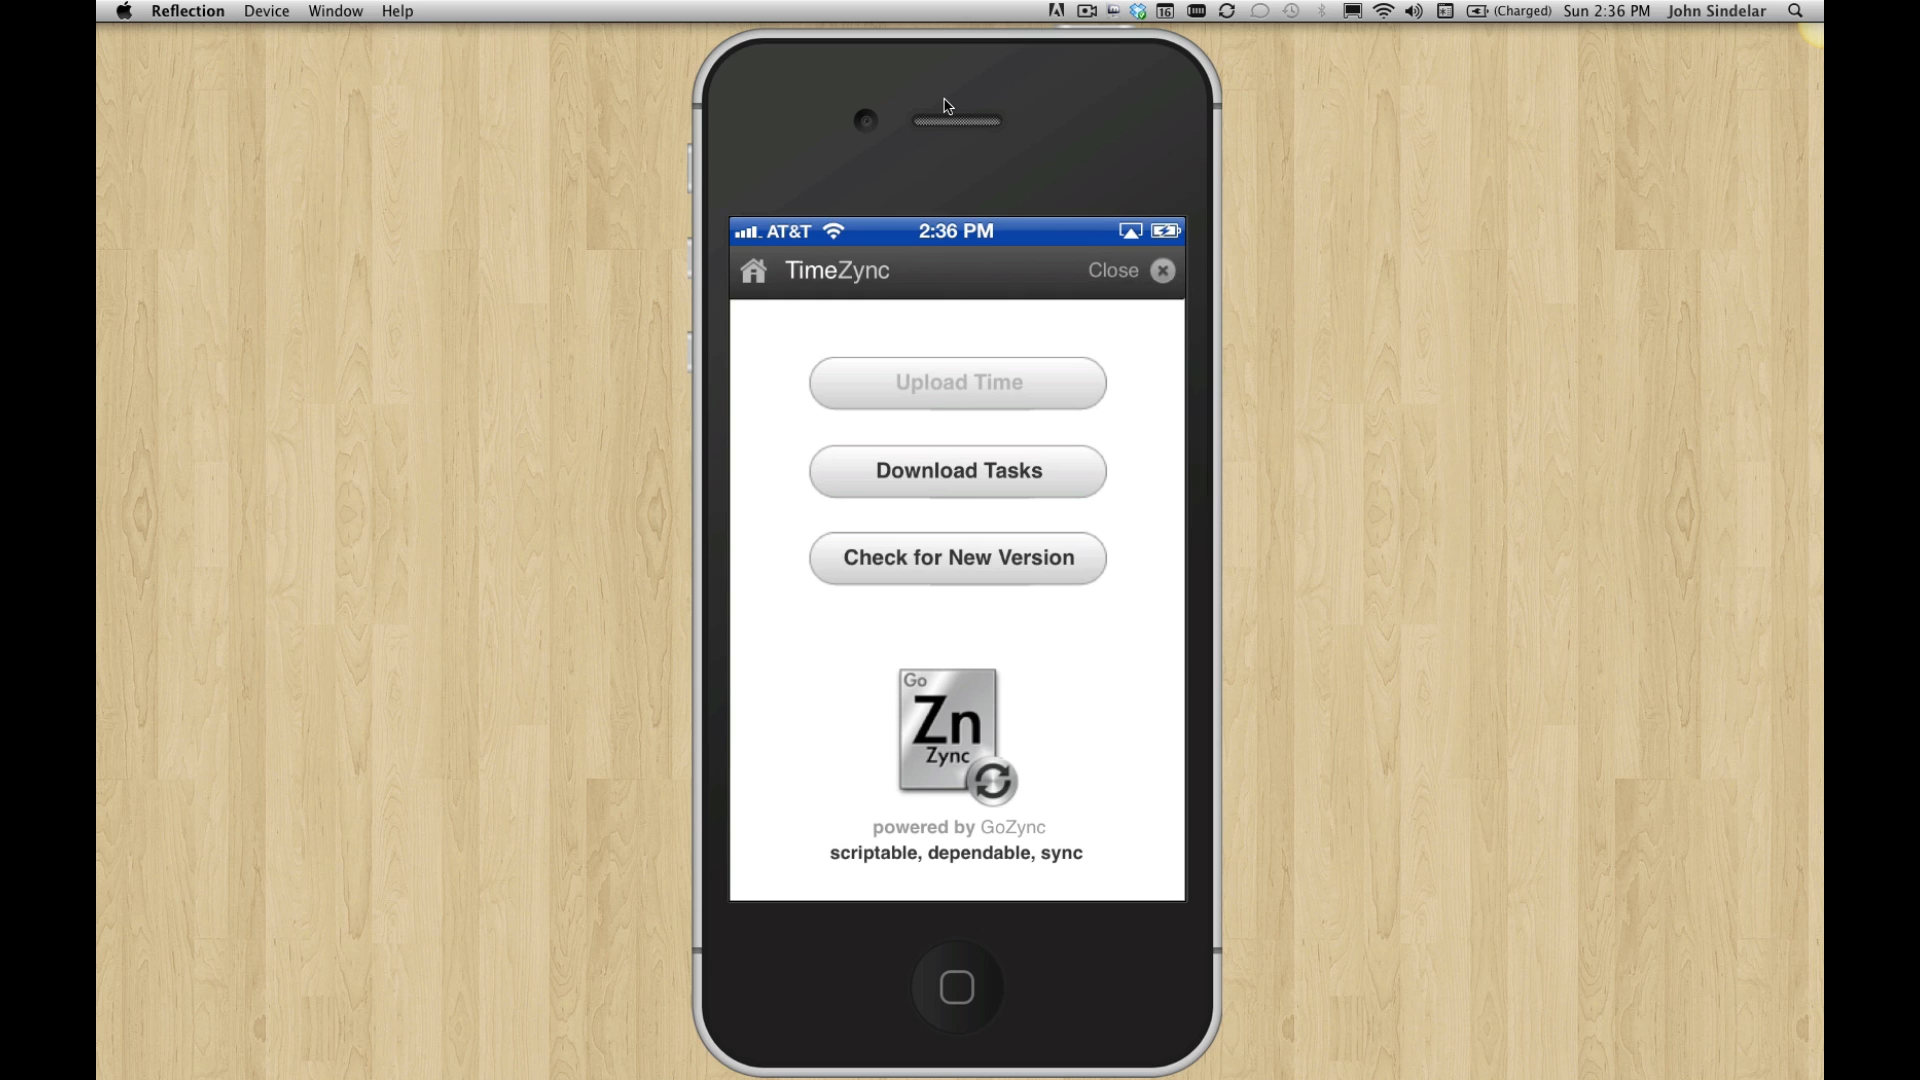 Reflection Device Window Help 16 (Charged) Sun 2:36 PM John Sindelar
AT&T 2:36 PM
TimeZync Close
Upload Time
Download Tasks
Check for New Version
Go
Zn
Zync
powered by GoZync
scriptable, dependable, sync